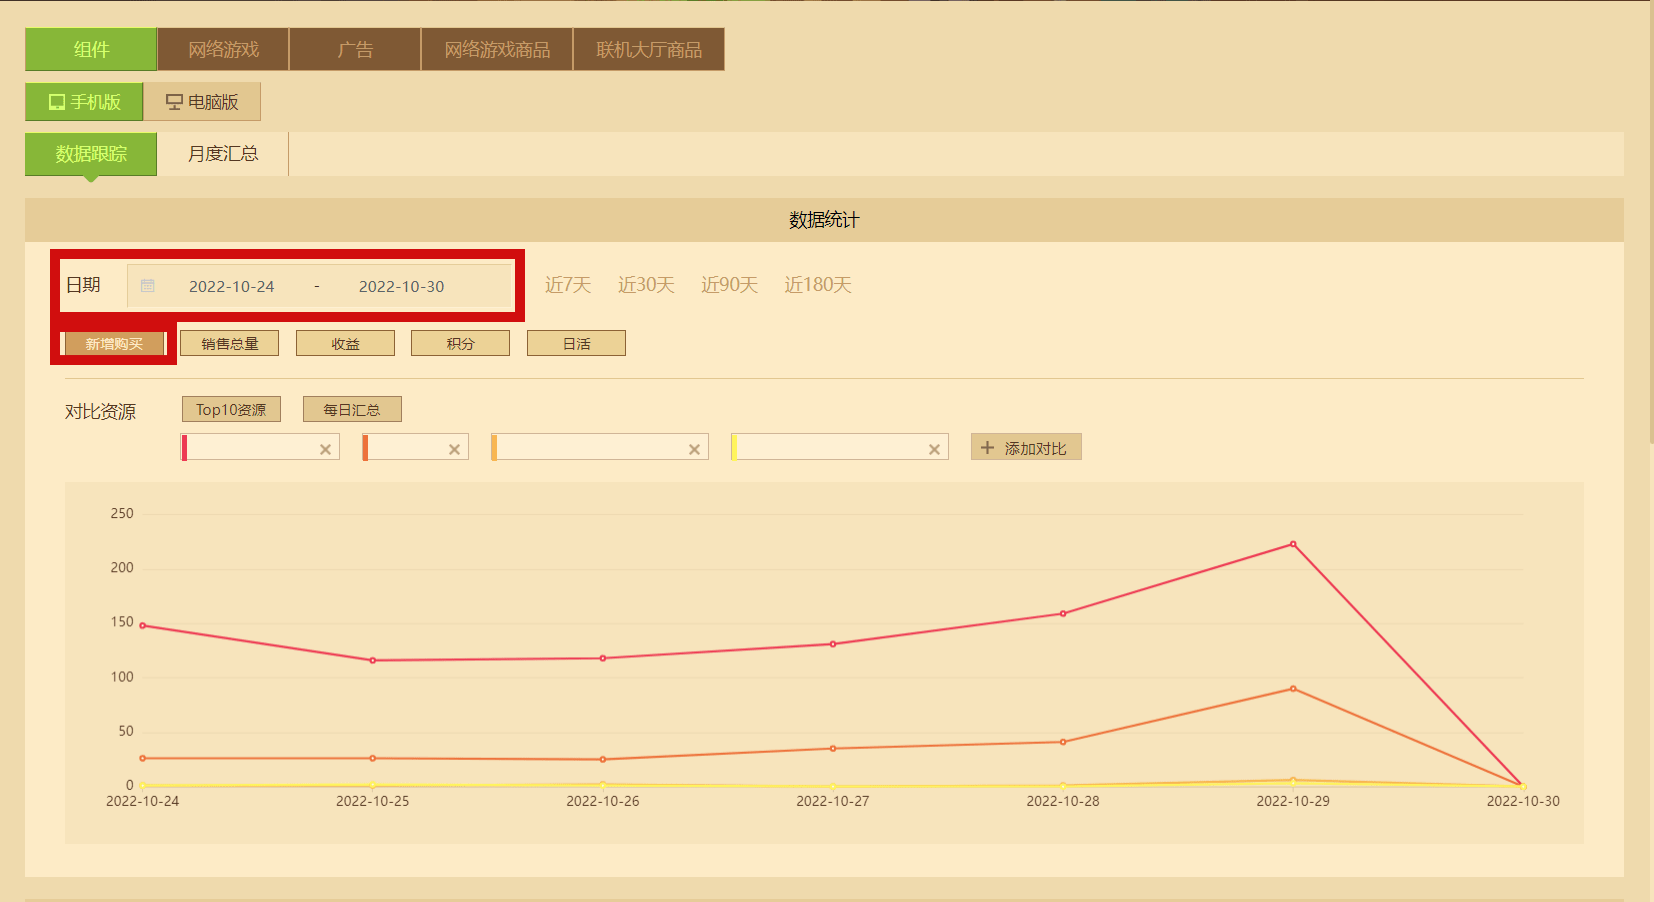 组件 网络游戏 广告 网络游戏商品 联机大厅商品
手机版 电脑版
数据跟踪 月度汇总
数据统计
日期 2022-10-24 - 2022-10-30 近7天 近30天 近90天 近180天
新增购买 销售总量 收益 积分 日活
对比资源 Top10资源 每日汇总
添加对比
250
200
150
100
50
0
2022-10-24 2022-10-25 2022-10-26 2022-10-27 2022-10-28 2022-10-29 2022-10-30